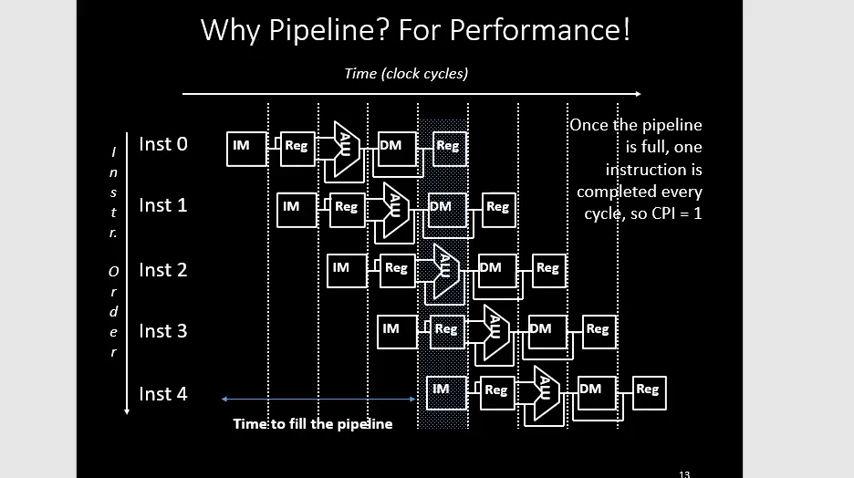 Why Pipeline? For Performance!
Time (clock cycles)
Once the pipeline
is full, one
instruction is
completed every
cycle, so CPI = 1
Instr. Order
Inst 0
IM Reg ALU DM Reg
Inst 1
IM Reg ALU DM Reg
Inst 2
IM Reg ALU DM Reg
Inst 3
IM Reg ALU DM Reg
Inst 4
IM Reg ALU DM Reg
Time to fill the pipeline
13